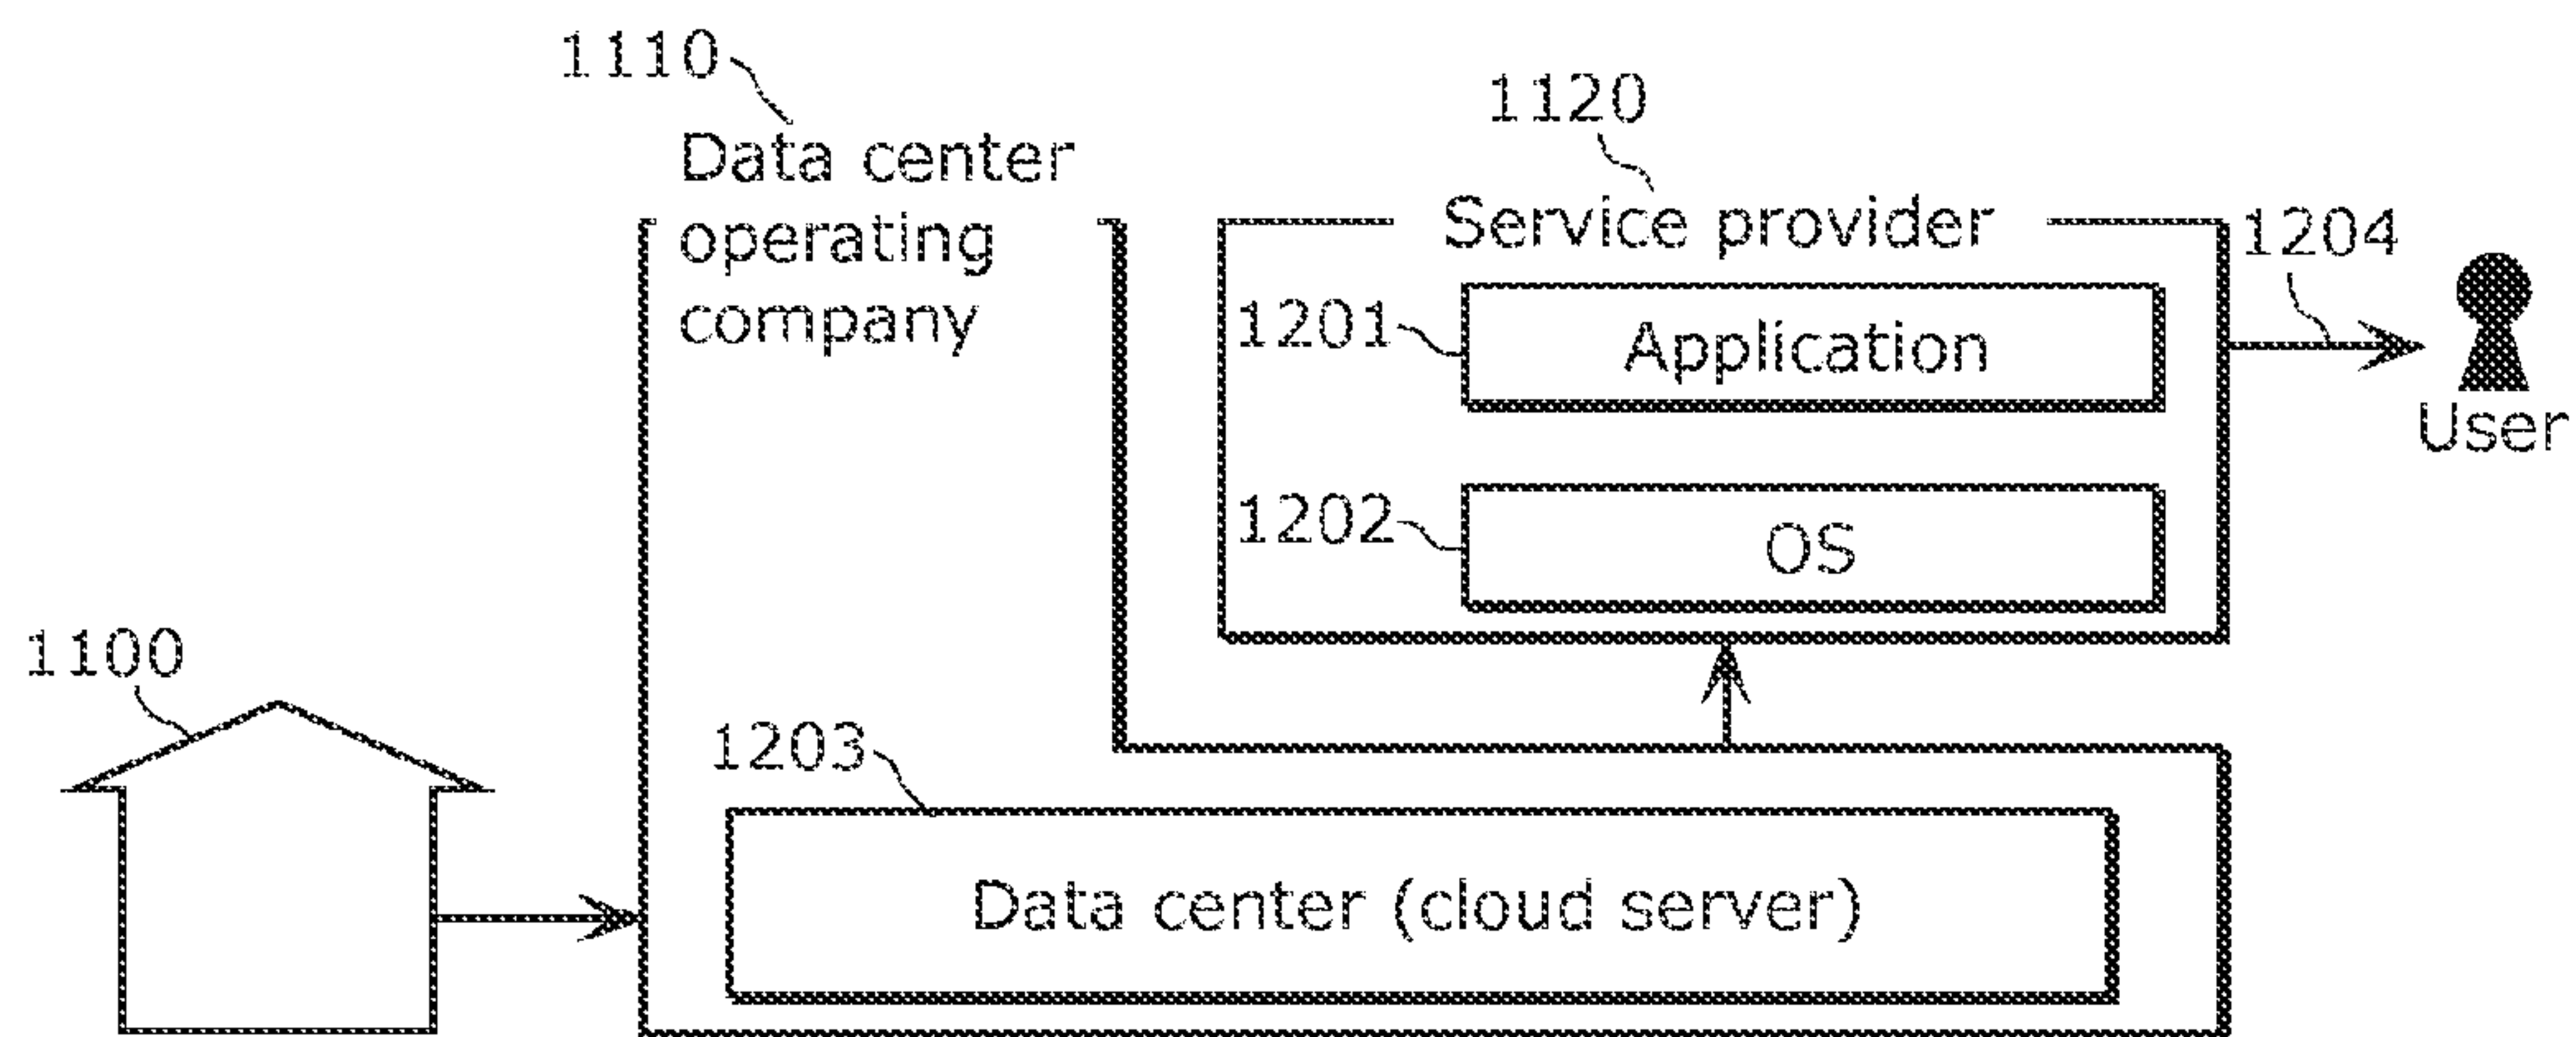 1110
Data center
operating
company
1120
Service provider
1204
1201
Application
User
1202
OS
1100
1203
Data center (cloud server)